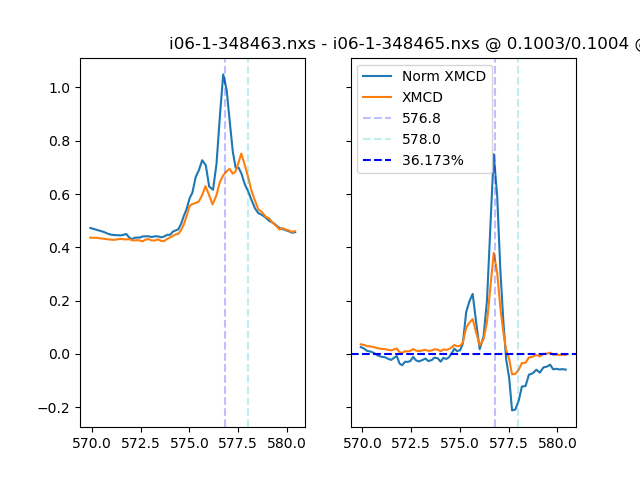 i06-1-348463.nxs - i06-1-348465.nxs @ 0.1003/0.1004 @
1.0
0.8
0.6
0.4
0.2
0.0
−0.2
570.0 572.5 575.0 577.5 580.0
Norm XMCD
XMCD
576.8
578.0
36.173%
570.0 572.5 575.0 577.5 580.0